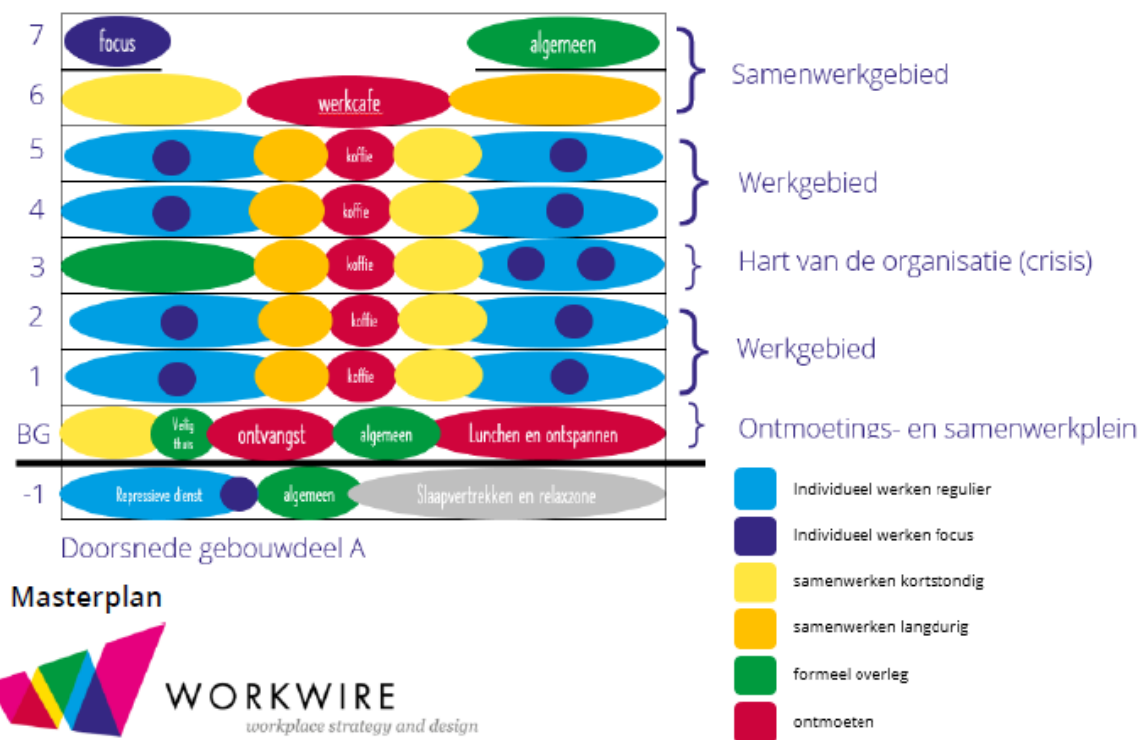 7 focus algemeen
Samenwerkgebied
6 werkcafe
5 koffie
Werkgebied
4 koffie
3 koffie Hart van de organisatie (crisis)
2 koffie
Werkgebied
1 koffie
BG Veilig thuis ontvangst algemeen Lunchen en ontspannen Ontmoetings- en samenwerkplein
-1 Repressieve dienst algemeen Slaapvertrekken en relaxzone
Doorsnede gebouwdeel A
Individueel werken regulier
Individueel werken focus
samenwerken kortstondig
samenwerken langdurig
formeel overleg
ontmoeten
Masterplan
WORKWIRE
workplace strategy and design